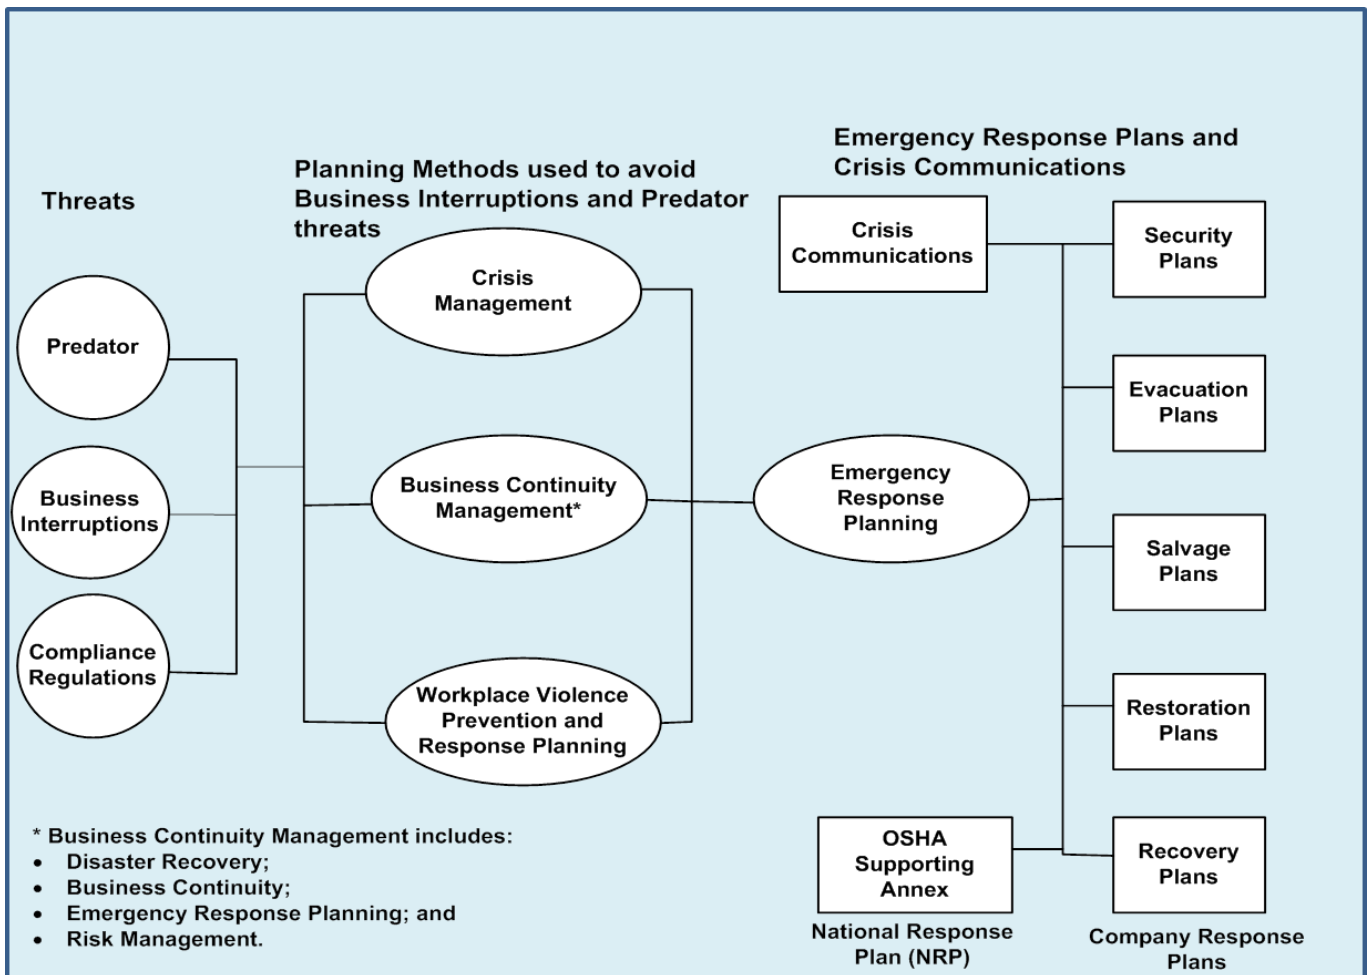 Threats
Planning Methods used to avoid
Business Interruptions and Predator
threats
Emergency Response Plans and
Crisis Communications
Predator
Business
Interruptions
Compliance
Regulations
Crisis
Management
Business Continuity
Management*
Workplace Violence
Prevention and
Response Planning
Emergency
Response
Planning
Crisis
Communications
Security
Plans
Evacuation
Plans
Salvage
Plans
Restoration
Plans
Recovery
Plans
OSHA
Supporting
Annex
National Response
Plan (NRP)
Company Response
Plans
* Business Continuity Management includes:
• Disaster Recovery;
• Business Continuity;
• Emergency Response Planning; and
• Risk Management.